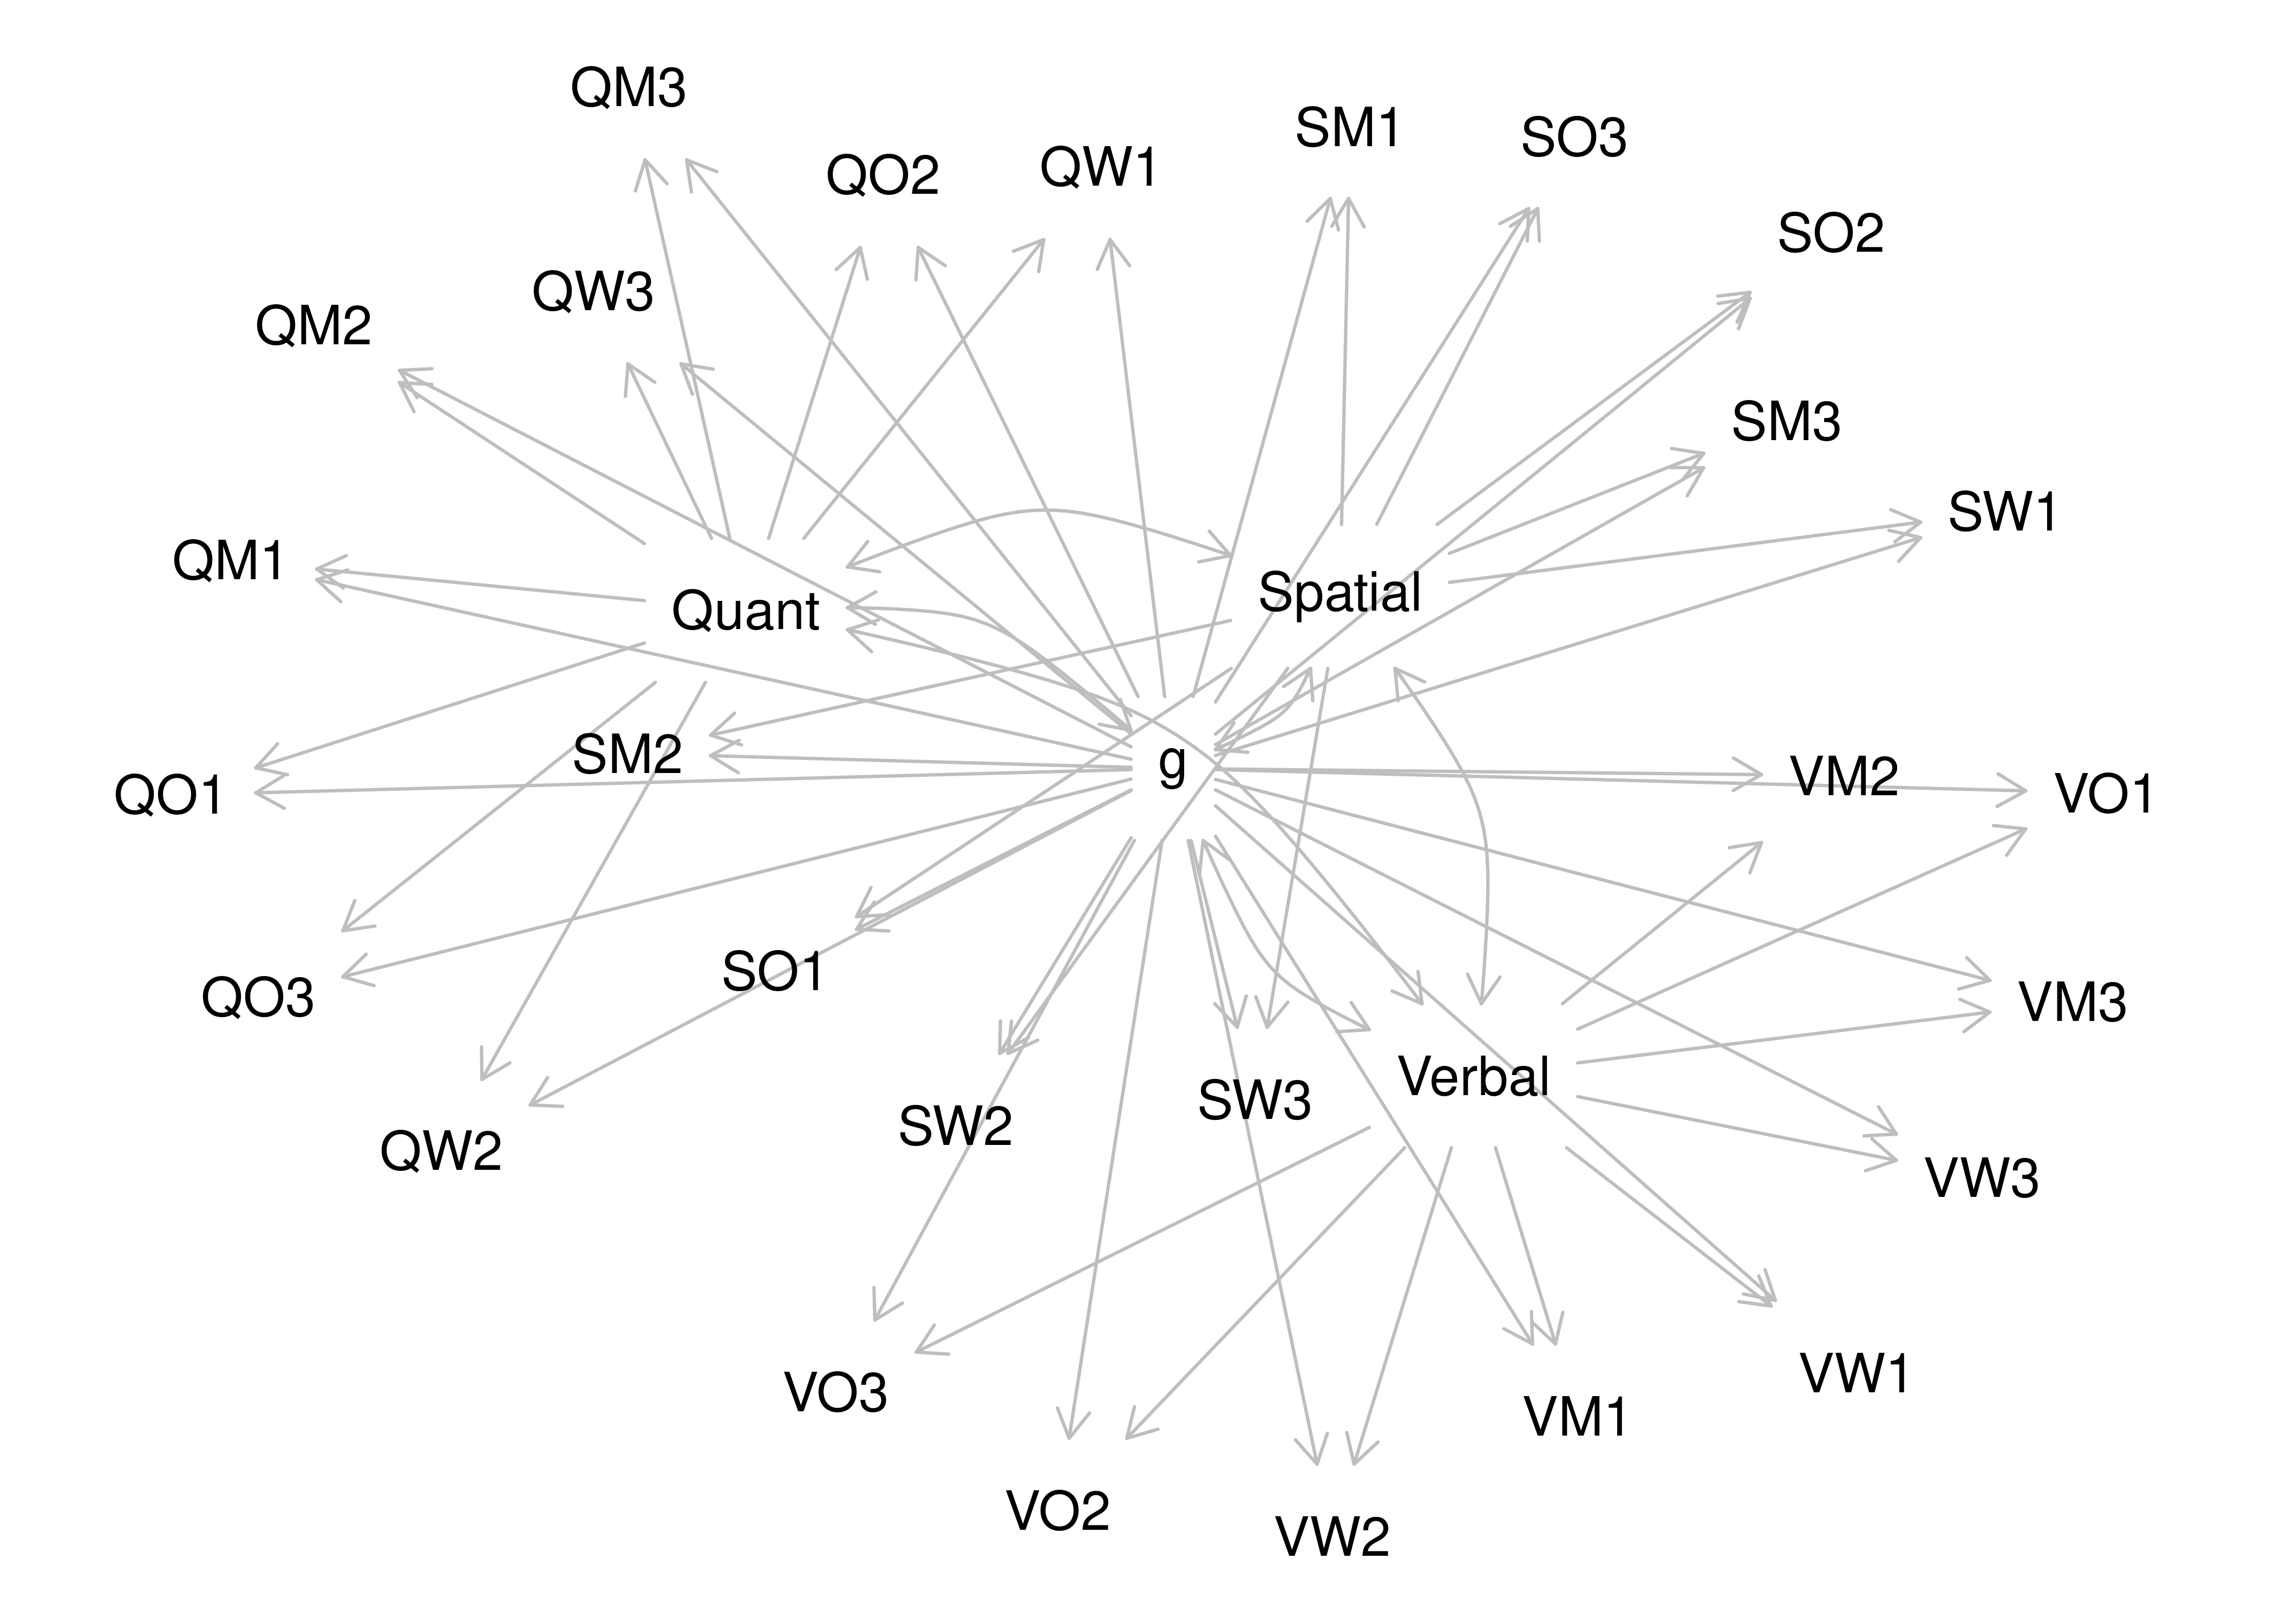 QM3
SM1
SO3
QO2
QW1
SO2
QW3
QM2
SM3
SW1
QM1
Spatial
Quant
SM2
g
VM2
QO1
VO1
SO1
QO3
VM3
Verbal
SW3
SW2
QW2
VW3
VW1
VO3
VM1
VO2
VW2